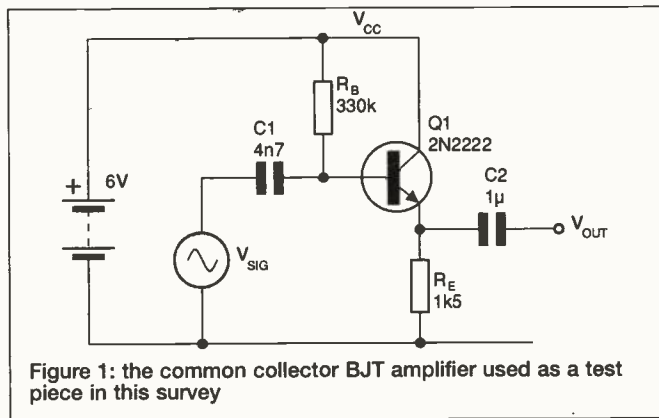 V_CC
R_B
330k
Q1
2N2222
C1
4n7
C2
1µ
+
6V
V_OUT
V_SIG
R_E
1k5
Figure 1: the common collector BJT amplifier used as a test
piece in this survey